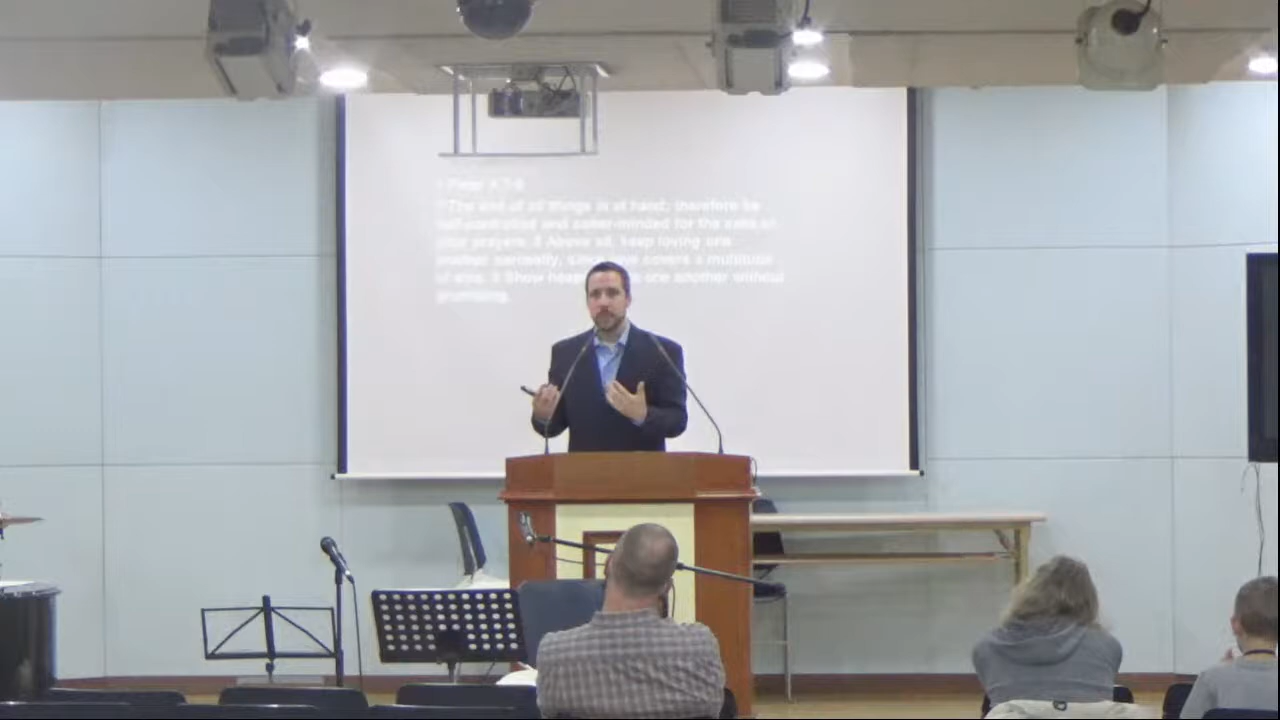 1 Peter 4:7-9
7 The end of all things is at hand; therefore be
self-controlled and sober-minded for the sake of
your prayers. 8 Above all, keep loving one
another earnestly, since love covers a multitude
of sins. 9 Show one another without
grumbling.